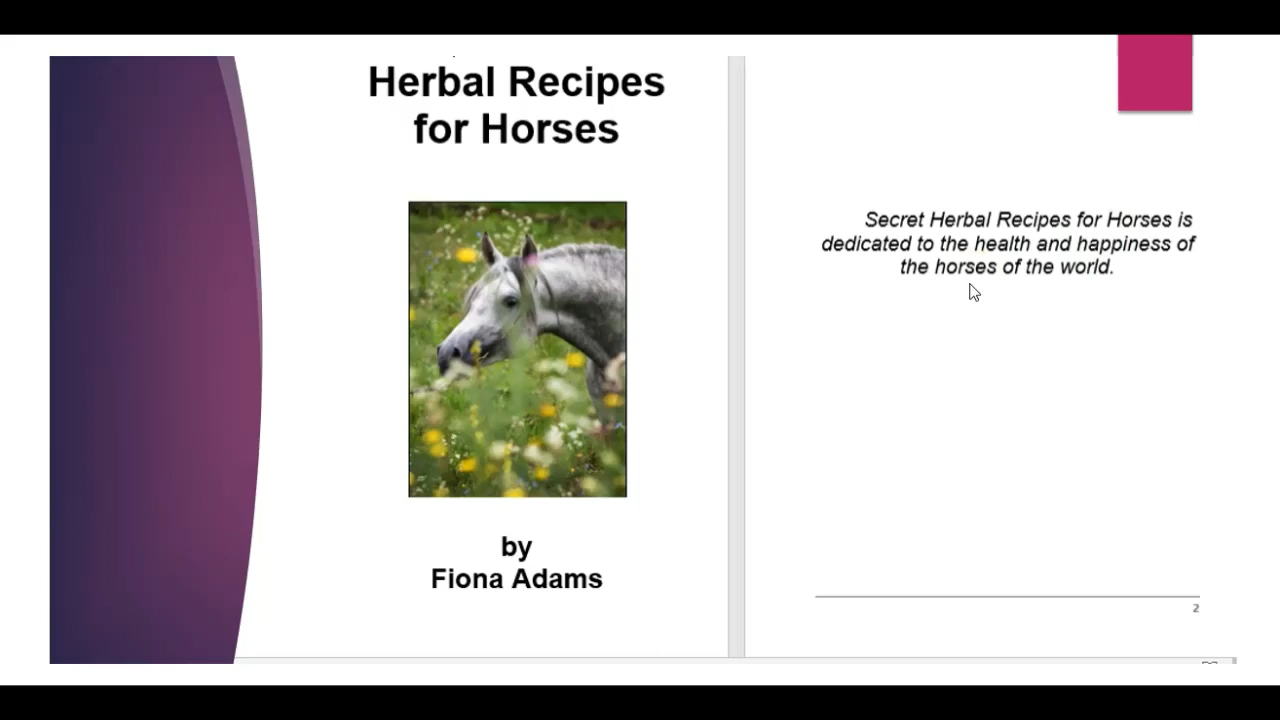 Herbal Recipes
for Horses
by
Fiona Adams
Secret Herbal Recipes for Horses is
dedicated to the health and happiness of
the horses of the world.
2